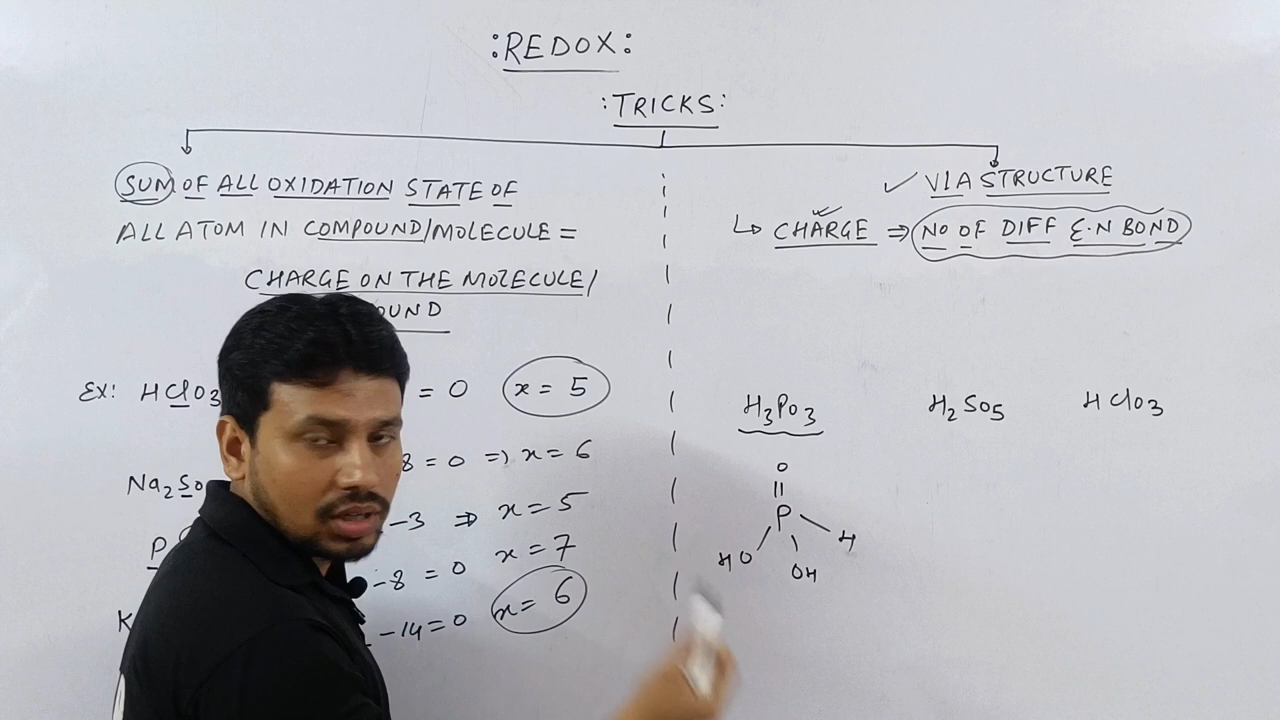 :REDOX:
:TRICKS:
SUM OF ALL OXIDATION STATE OF
ALL ATOM IN COMPOUND/MOLECULE =
CHARGE ON THE MOLECULE/
OUND
EX: HClO3 = 0 x = 5
Na2SO 8 = 0 => x = 6
P -3 => x = 5
-8 = 0 x = 7
K -14 = 0 x = 6
✓ VIA STRUCTURE
↳ CHARGE => NO OF DIFF E.N BOND
H3PO3 H2SO5 HClO3
O
||
P
H
HO
OH